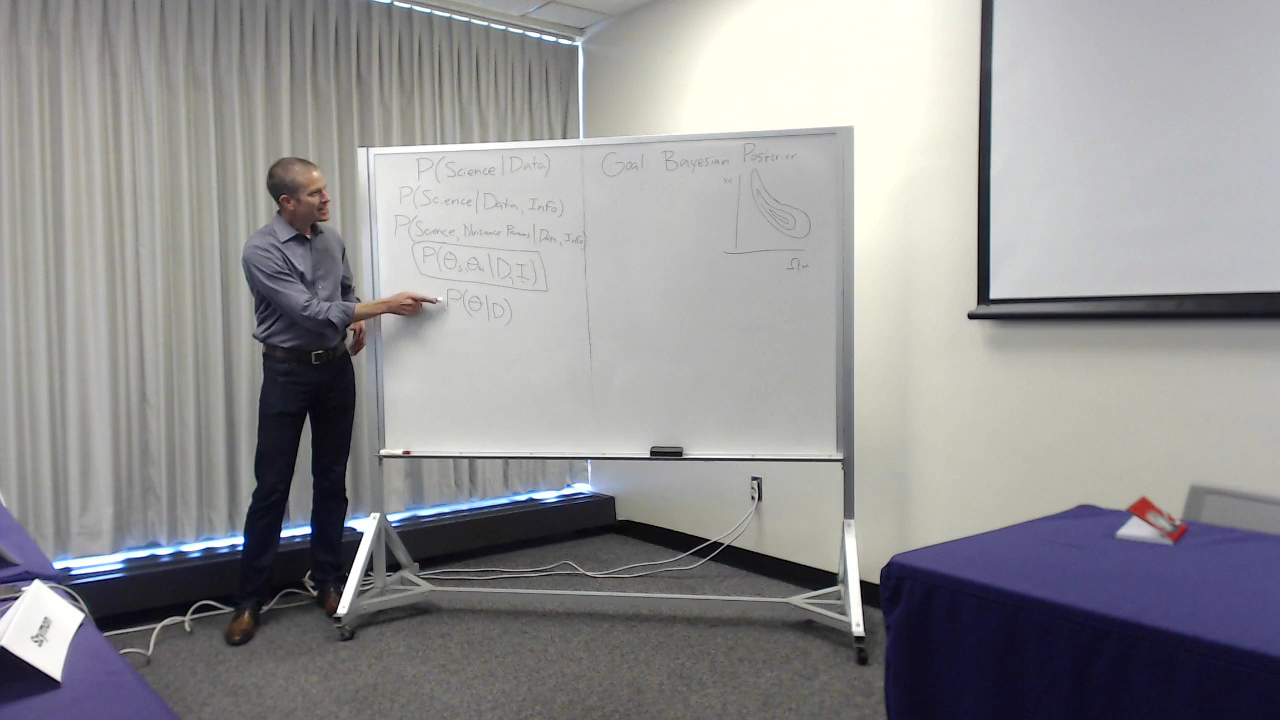 P(Science|Data)
P(Science|Data, Info)
P(Science, Nuisance Params|Data, Info)
P(θs, θn|D, I)
P(θ|D)
Goal Bayesian Posterior
w
Ωm